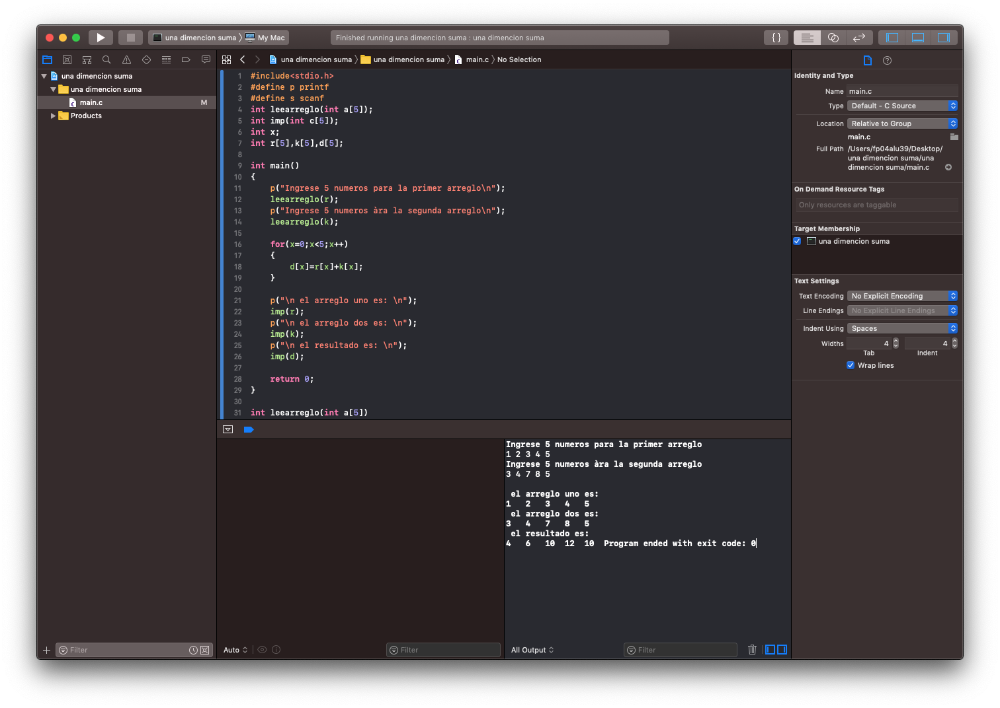 una dimencion suma 〉 My Mac
Finished running una dimencion suma : una dimencion suma
{ }
una dimencion suma 〉 una dimencion suma 〉 main.c 〉 No Selection
una dimencion suma
una dimencion suma
main.c M
Products
1 #include<stdio.h>
2 #define p printf
3 #define s scanf
4 int leearreglo(int a[5]);
5 int imp(int c[5]);
6 int x;
7 int r[5],k[5],d[5];
8
9 int main()
10 {
11     p("Ingrese 5 numeros para la primer arreglo\n");
12     leearreglo(r);
13     p("Ingrese 5 numeros àra la segunda arreglo\n");
14     leearreglo(k);
15
16     for(x=0;x<5;x++)
17     {
18         d[x]=r[x]+k[x];
19     }
20
21     p("\n el arreglo uno es: \n");
22     imp(r);
23     p("\n el arreglo dos es: \n");
24     imp(k);
25     p("\n el resultado es: \n");
26     imp(d);
27
28     return 0;
29 }
30
31 int leearreglo(int a[5])
Ingrese 5 numeros para la primer arreglo
1 2 3 4 5
Ingrese 5 numeros àra la segunda arreglo
3 4 7 8 5
el arreglo uno es:
1   2   3   4   5
el arreglo dos es:
3   4   7   8   5
el resultado es:
4   6   10  12  10  Program ended with exit code: 0
Filter
Auto
Filter
All Output
Filter
Identity and Type
Name main.c
Type Default - C Source
Location Relative to Group
main.c
Full Path /Users/fp04alu39/Desktop/
una dimencion suma/una
dimencion suma/main.c
On Demand Resource Tags
Only resources are taggable
Target Membership
una dimencion suma
Text Settings
Text Encoding No Explicit Encoding
Line Endings No Explicit Line Endings
Indent Using Spaces
Widths 4 4
Tab Indent
Wrap lines